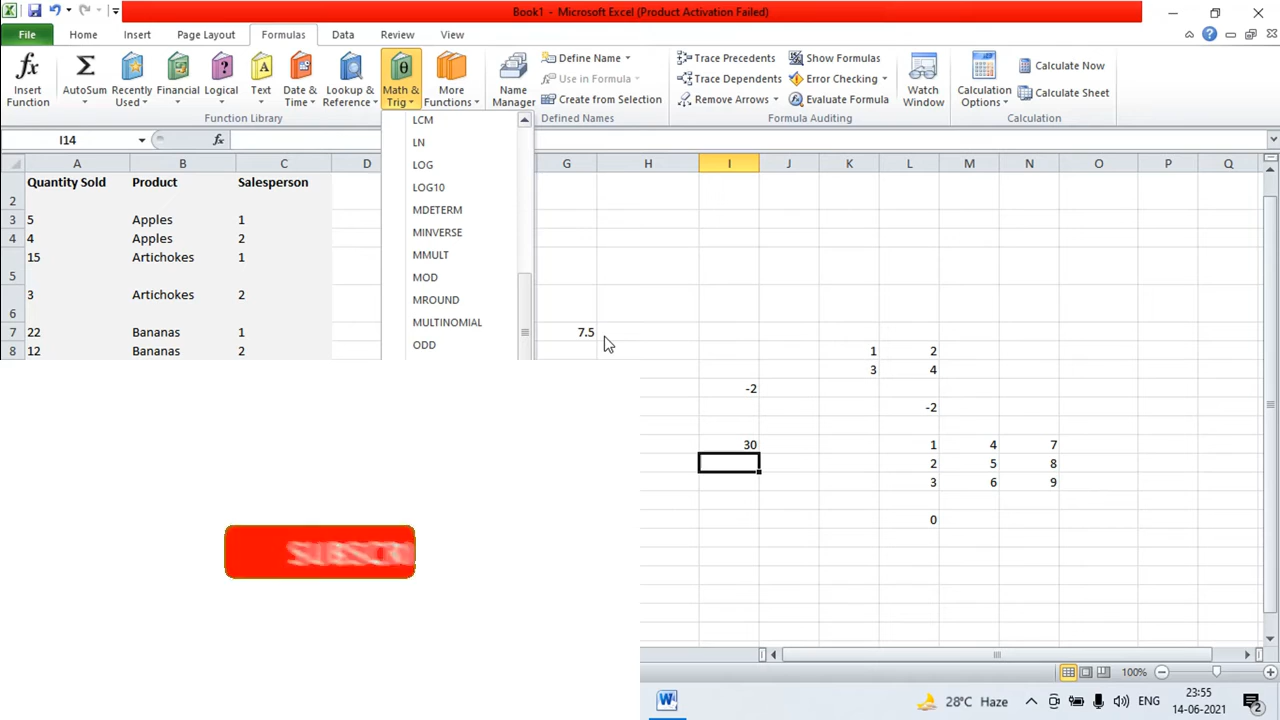 Book1 - Microsoft Excel (Product Activation Failed)
File Home Insert Page Layout Formulas Data Review View
Insert Function
AutoSum
Recently Used
Financial
Logical
Text
Date & Time
Lookup & Reference
Math & Trig
More Functions
Function Library
Name Manager
Define Name
Use in Formula
Create from Selection
Defined Names
Trace Precedents
Trace Dependents
Remove Arrows
Show Formulas
Error Checking
Evaluate Formula
Formula Auditing
Watch Window
Calculation Options
Calculate Now
Calculate Sheet
Calculation
I14 fx
A B C D G H I J K L M N O P Q
2 Quantity Sold Product Salesperson
3 5 Apples 1
4 4 Apples 2
5 15 Artichokes 1
6 3 Artichokes 2
7 22 Bananas 1 7.5
8 12 Bananas 2 1 2
LCM
LN
LOG
LOG10
MDETERM
MINVERSE
MMULT
MOD
MROUND
MULTINOMIAL
ODD
3 4
-2
-2
30 1 4 7
2 5 8
3 6 9
0
100%
28°C Haze ENG 23:55
14-06-2021
2